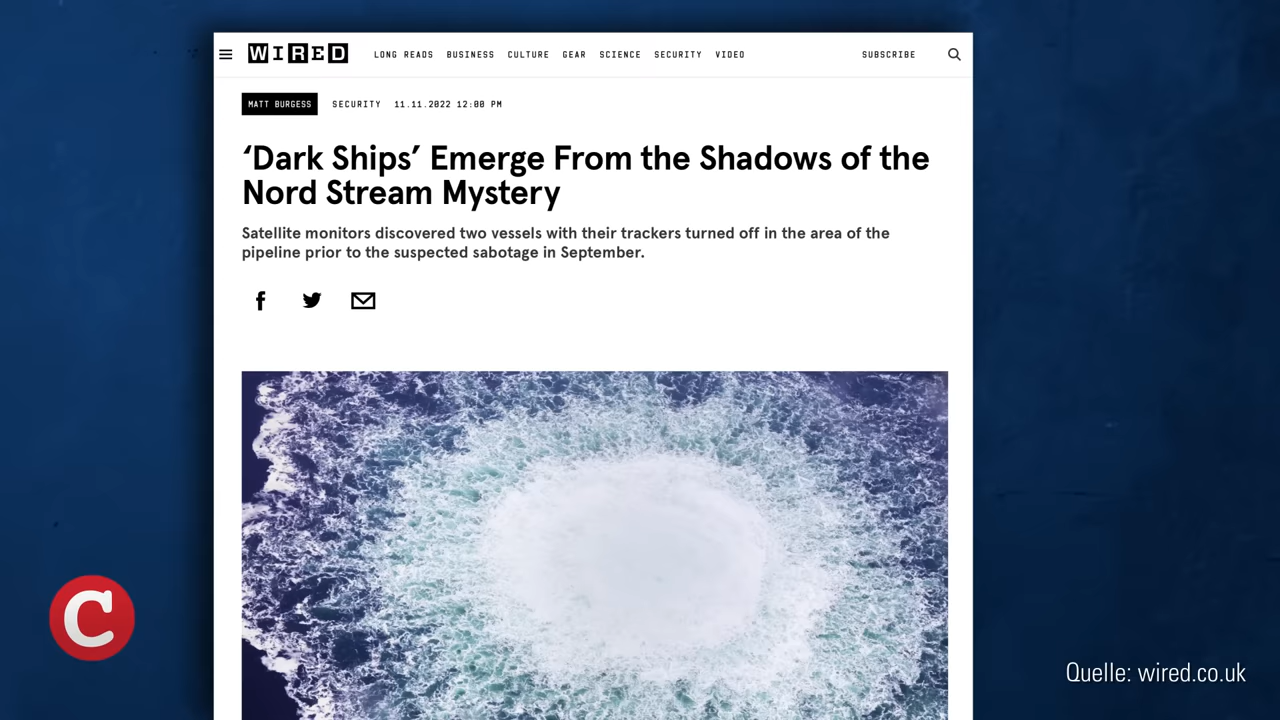 WIRED
LONG READS BUSINESS CULTURE GEAR SCIENCE SECURITY VIDEO SUBSCRIBE
MATT BURGESS SECURITY 11.11.2022 12:00 PM
‘Dark Ships’ Emerge From the Shadows of the
Nord Stream Mystery
Satellite monitors discovered two vessels with their trackers turned off in the area of the
pipeline prior to the suspected sabotage in September.
C
Quelle: wired.co.uk